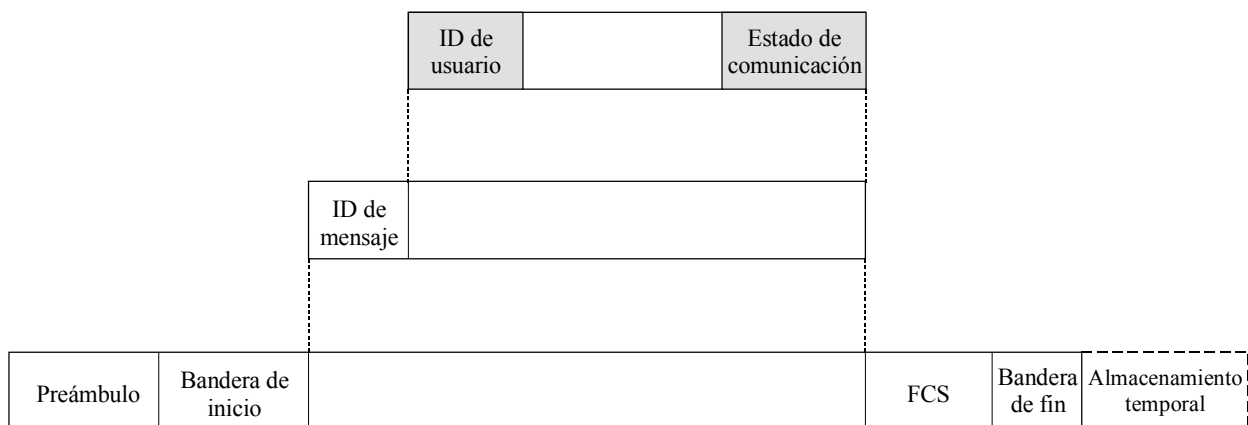 ID de
usuario
Estado de
comunicación
ID de
mensaje
Preámbulo
Bandera de
inicio
FCS
Bandera
de fin
Almacenamiento
temporal